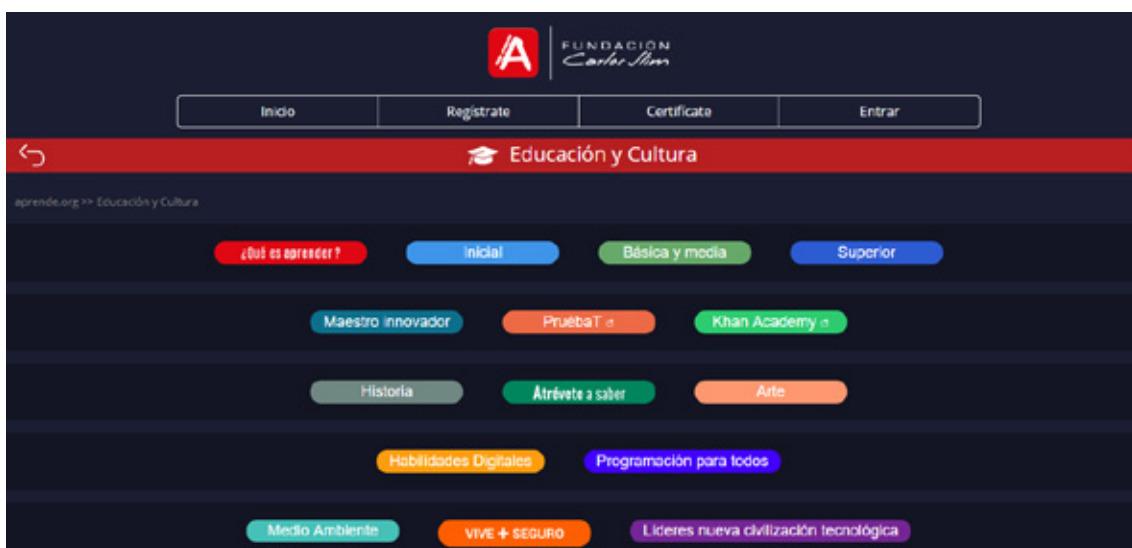 FUNDACIÓN
Carlos Slim
Inicio Regístrate Certifícate Entrar
Educación y Cultura
aprende.org >> Educación y Cultura
¿Qué es aprender? Inicial Básica y media Superior
Maestro innovador PruébaT Khan Academy
Historia Atrévete a saber Arte
Habilidades Digitales Programación para todos
Medio Ambiente VIVE + SEGURO Líderes nueva civilización tecnológica